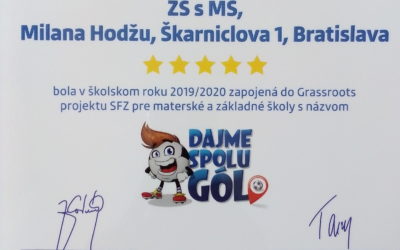 ZŠ s MŠ,
Milana Hodžu, Škarniclova 1, Bratislava
bola v školskom roku 2019/2020 zapojená do Grassroots
projektu SFZ pre materské a základné školy s názvom
DAJME
SPOLU
GÓL